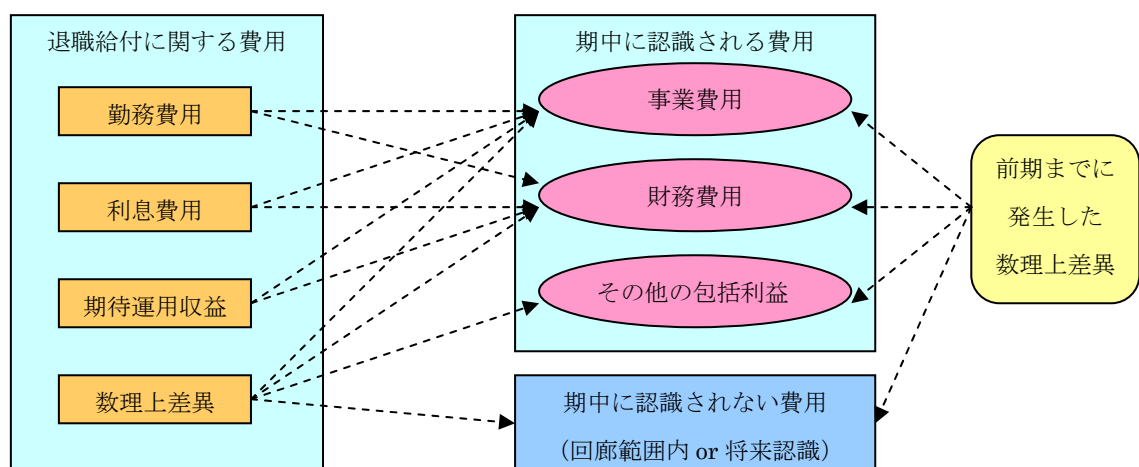 退職給付に関する費用
勤務費用
利息費用
期待運用収益
数理上差異
期中に認識される費用
事業費用
財務費用
その他の包括利益
期中に認識されない費用
（回廊範囲内 or 将来認識）
前期までに
発生した
数理上差異